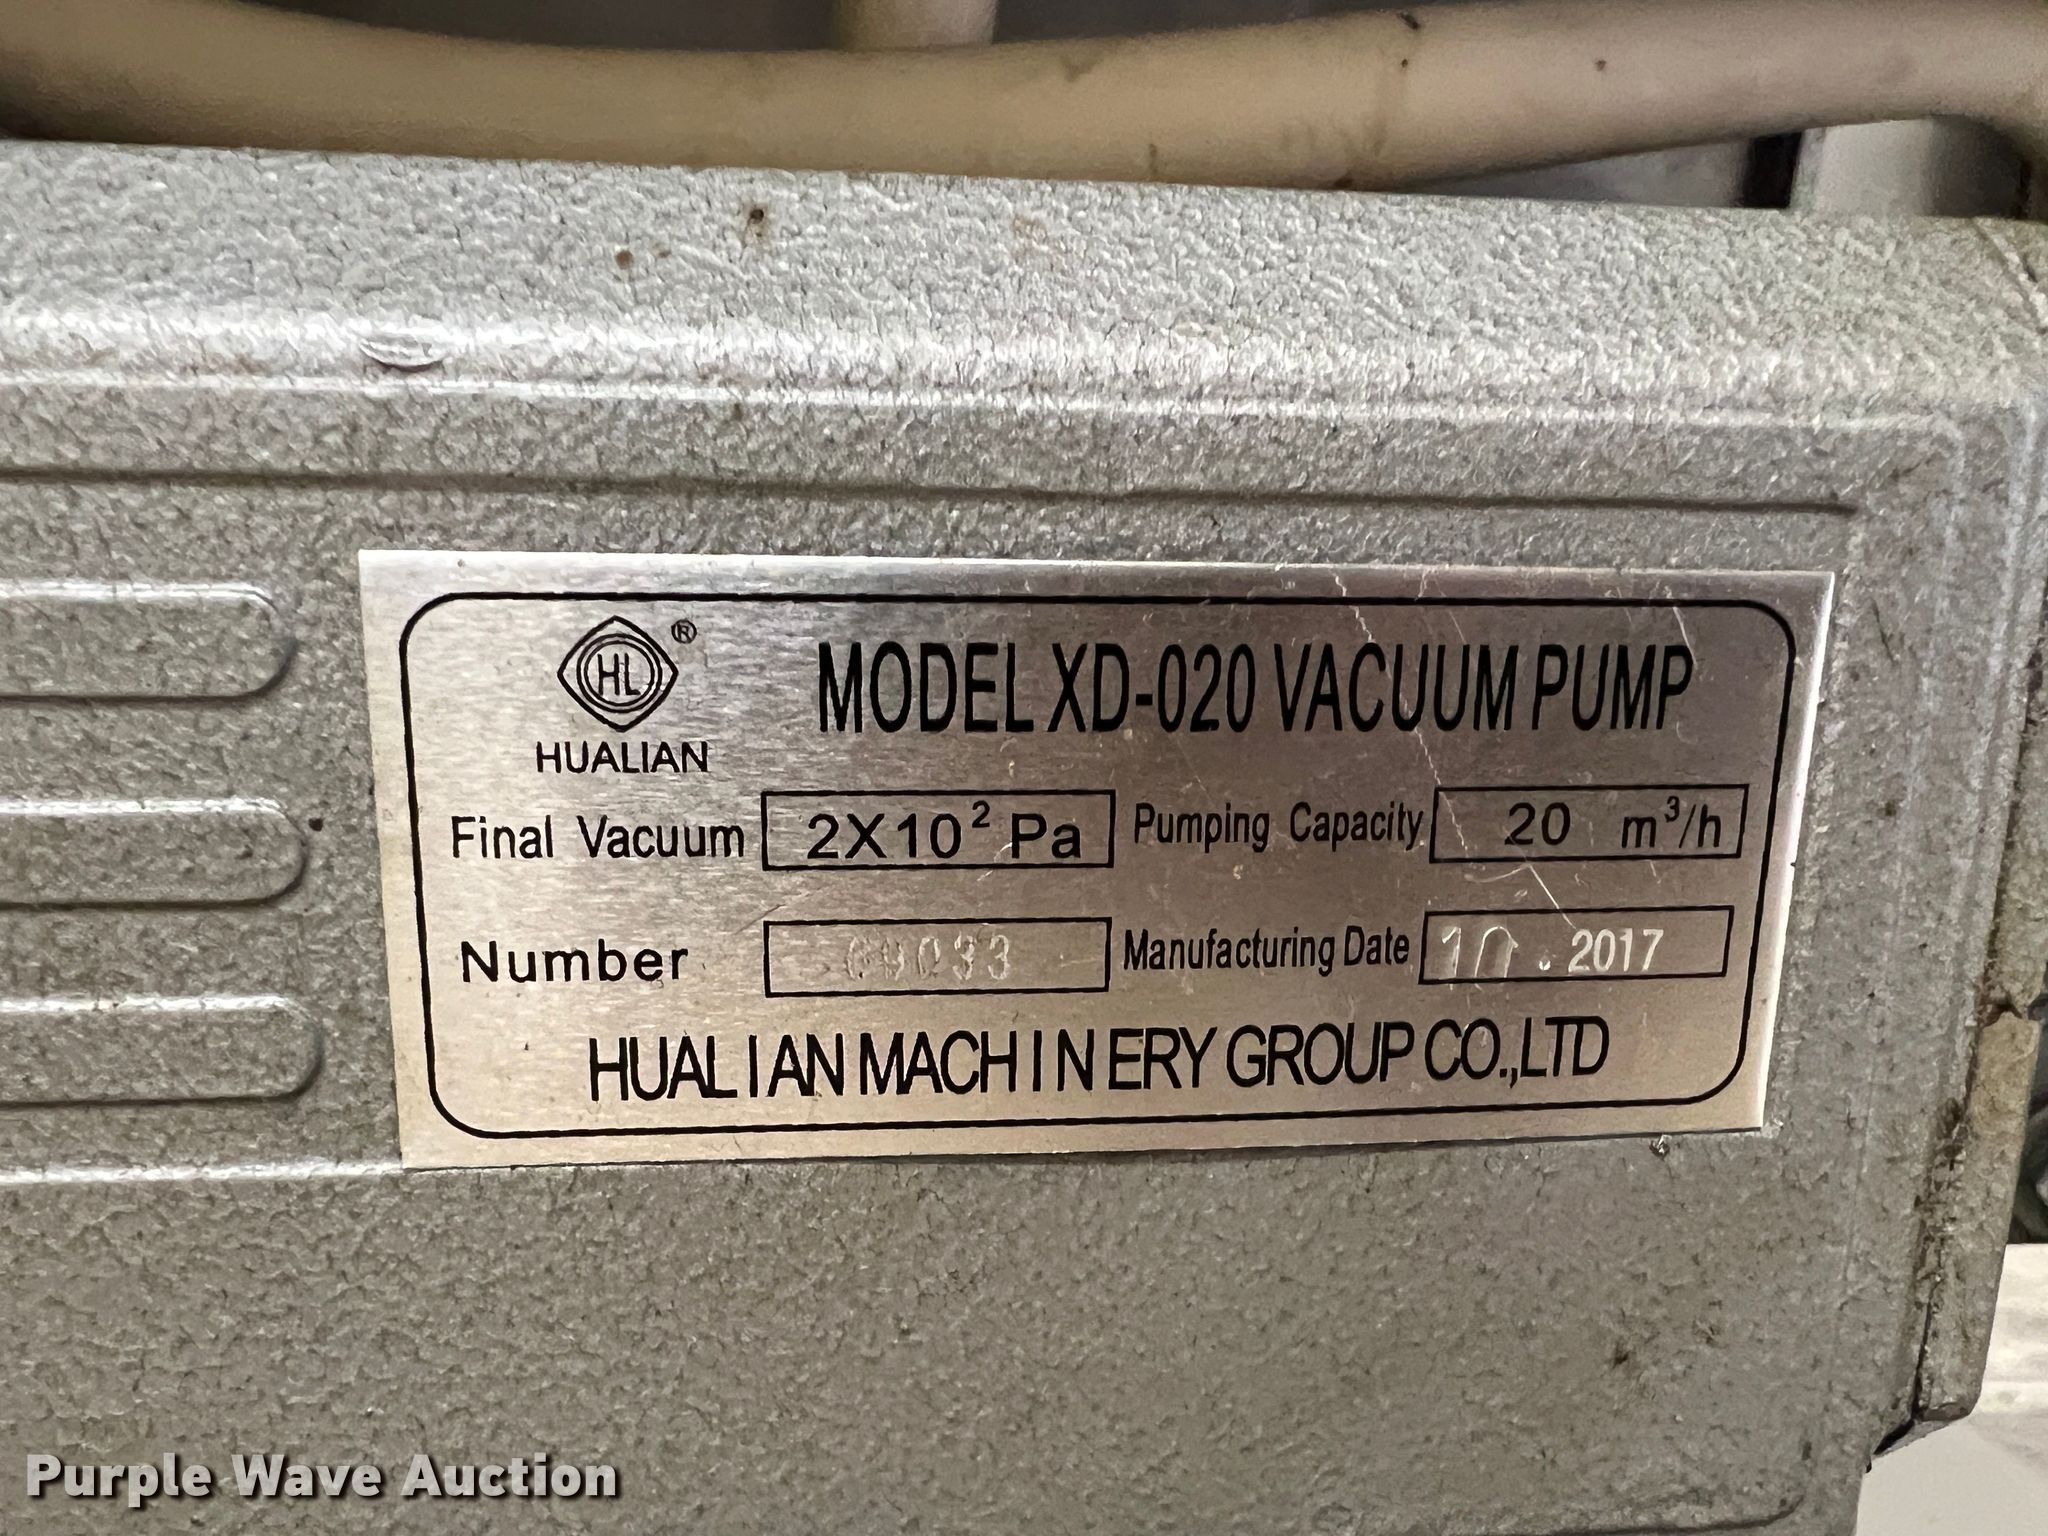 HL ®
HUALIAN
MODEL XD-020 VACUUM PUMP
Final Vacuum 2X10² Pa Pumping Capacity 20 m³/h
Number Manufacturing Date 10.2017
HUALIAN MACHINERY GROUP CO.,LTD
Purple Wave Auction